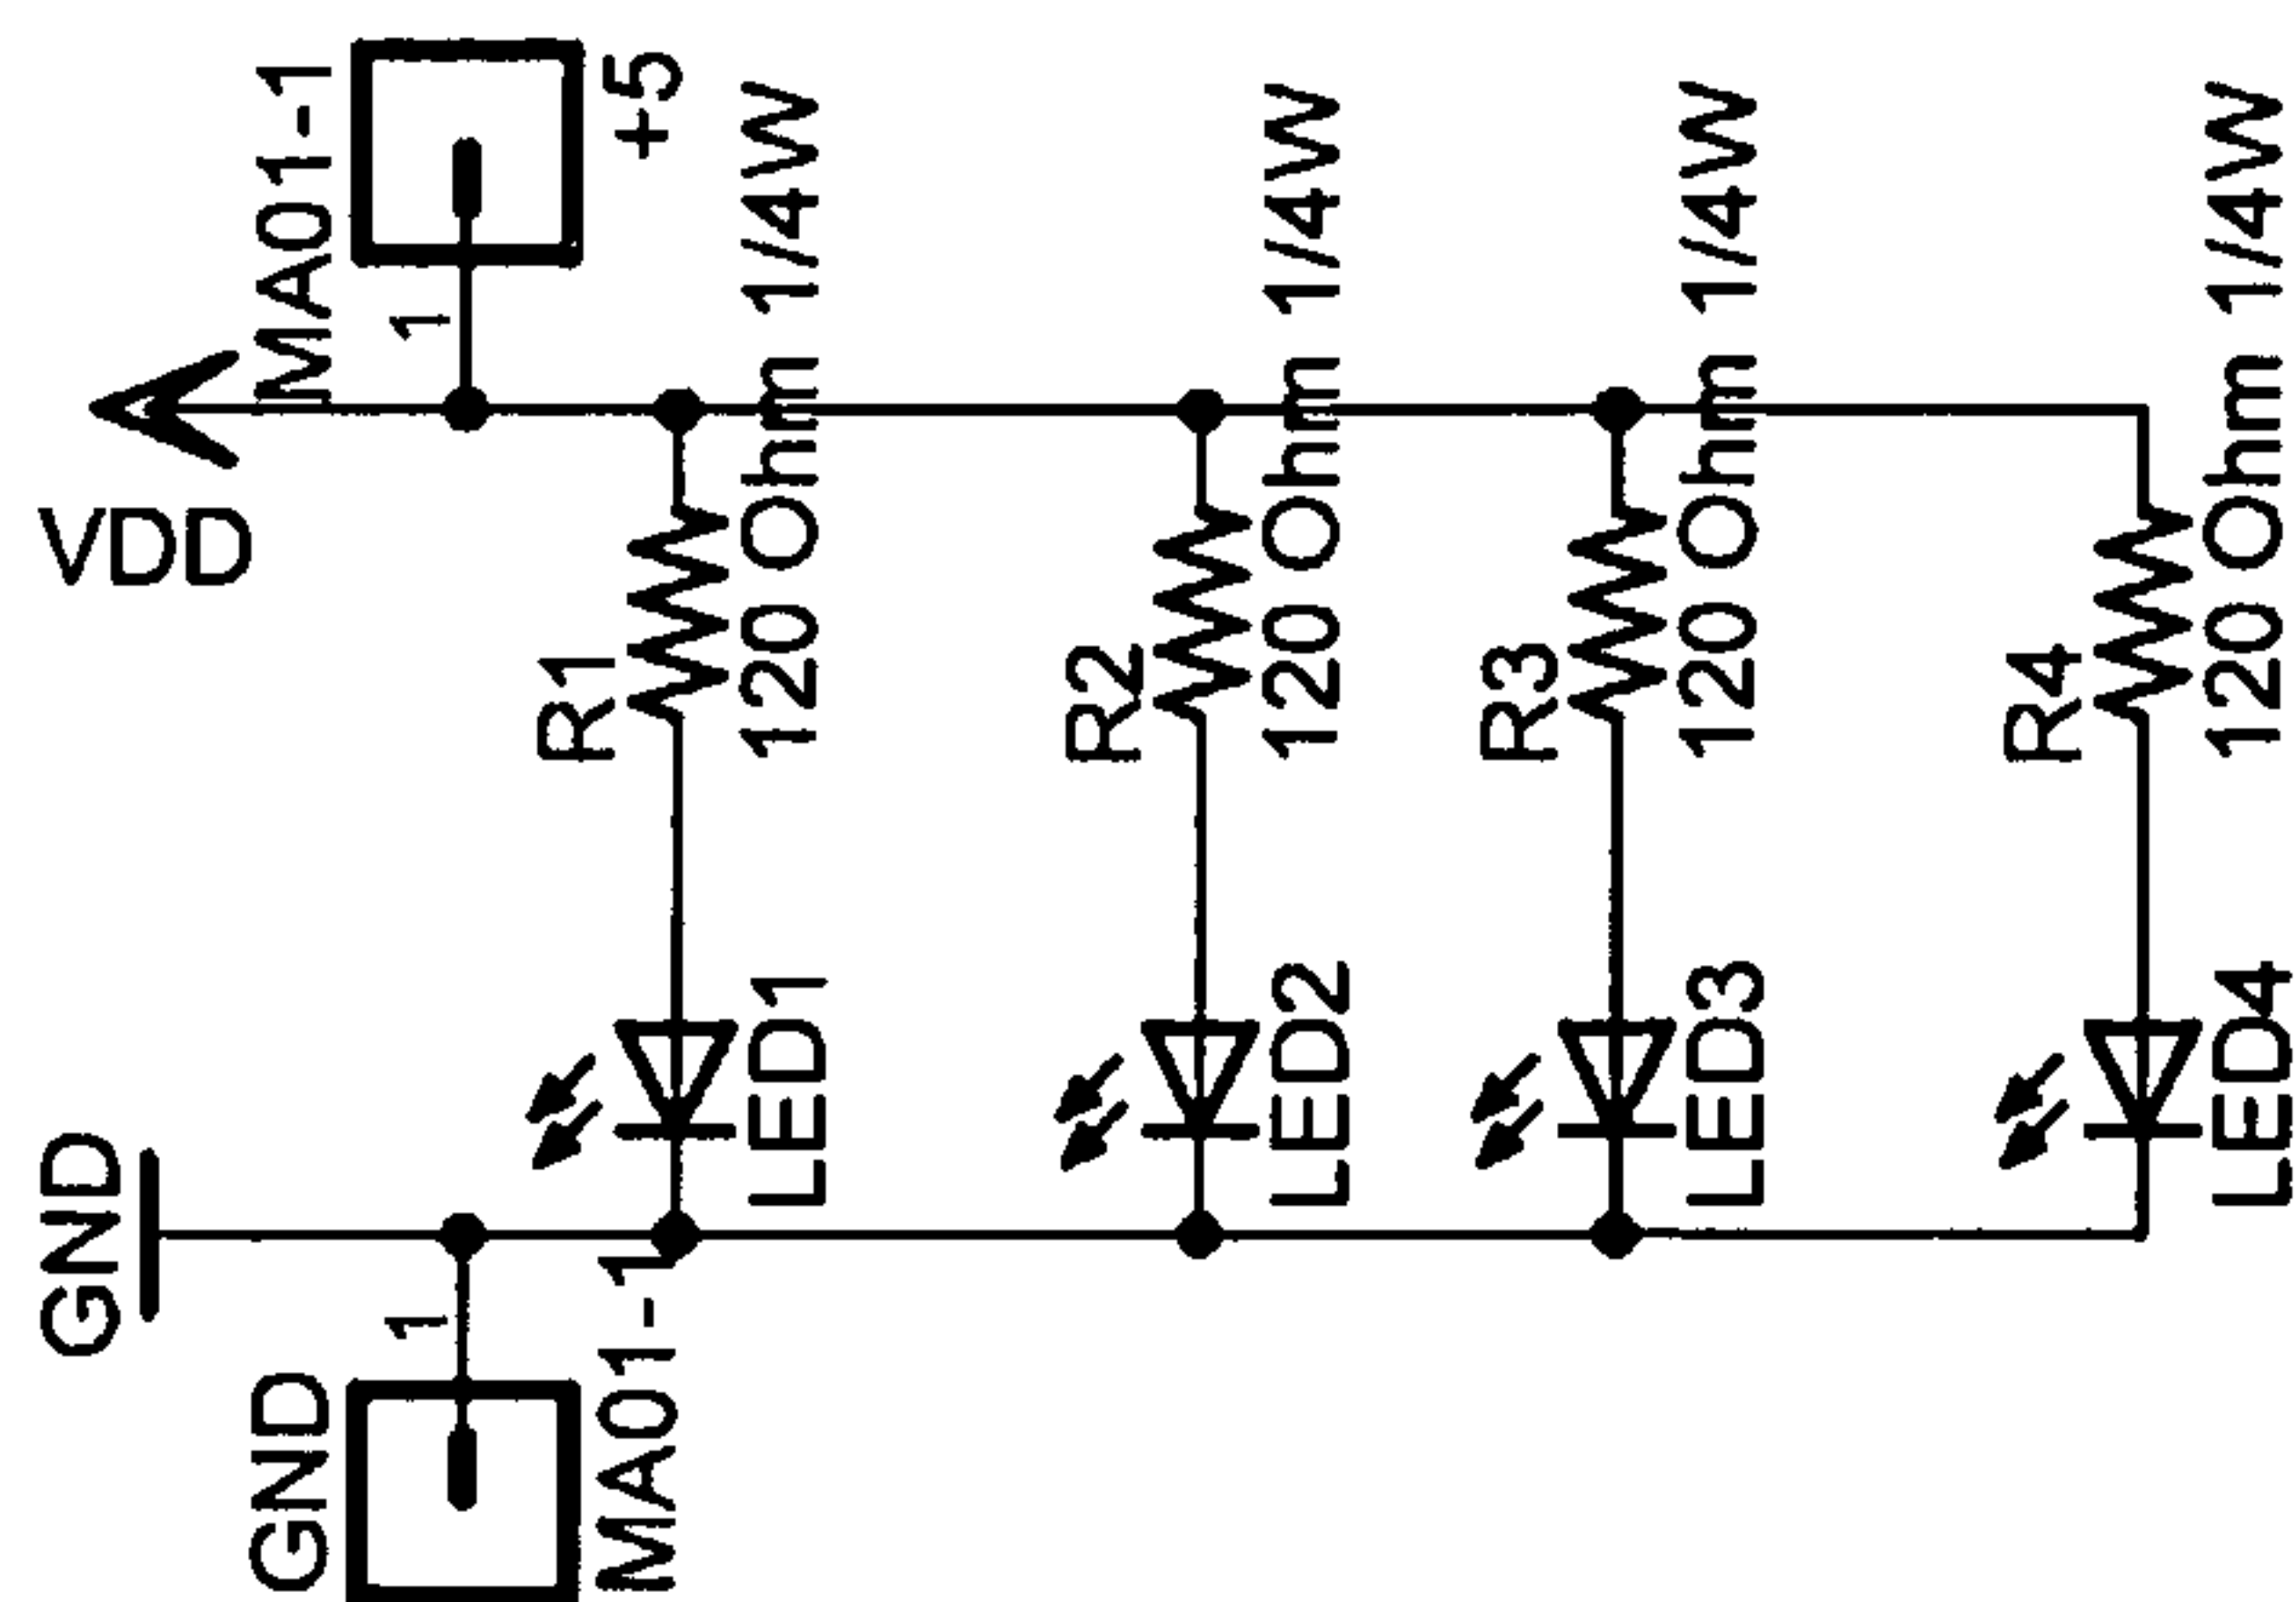 MA01-1
+5
1
VDD
R1
120 Ohm 1/4W
R2
120 Ohm 1/4W
R3
120 Ohm 1/4W
R4
120 Ohm 1/4W
LED1
LED2
LED3
LED4
GND
1
GND
MA01-1